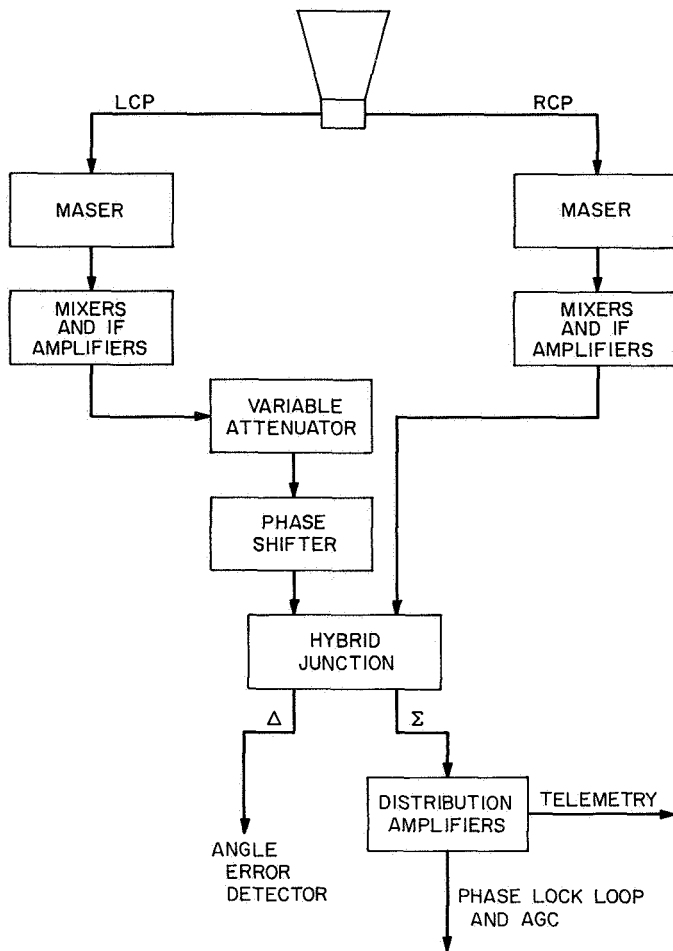 LCP
RCP
MASER
MASER
MIXERS
AND IF
AMPLIFIERS
MIXERS
AND IF
AMPLIFIERS
VARIABLE
ATTENUATOR
PHASE
SHIFTER
HYBRID
JUNCTION
Δ
Σ
DISTRIBUTION
AMPLIFIERS
TELEMETRY
ANGLE
ERROR
DETECTOR
PHASE LOCK LOOP
AND AGC